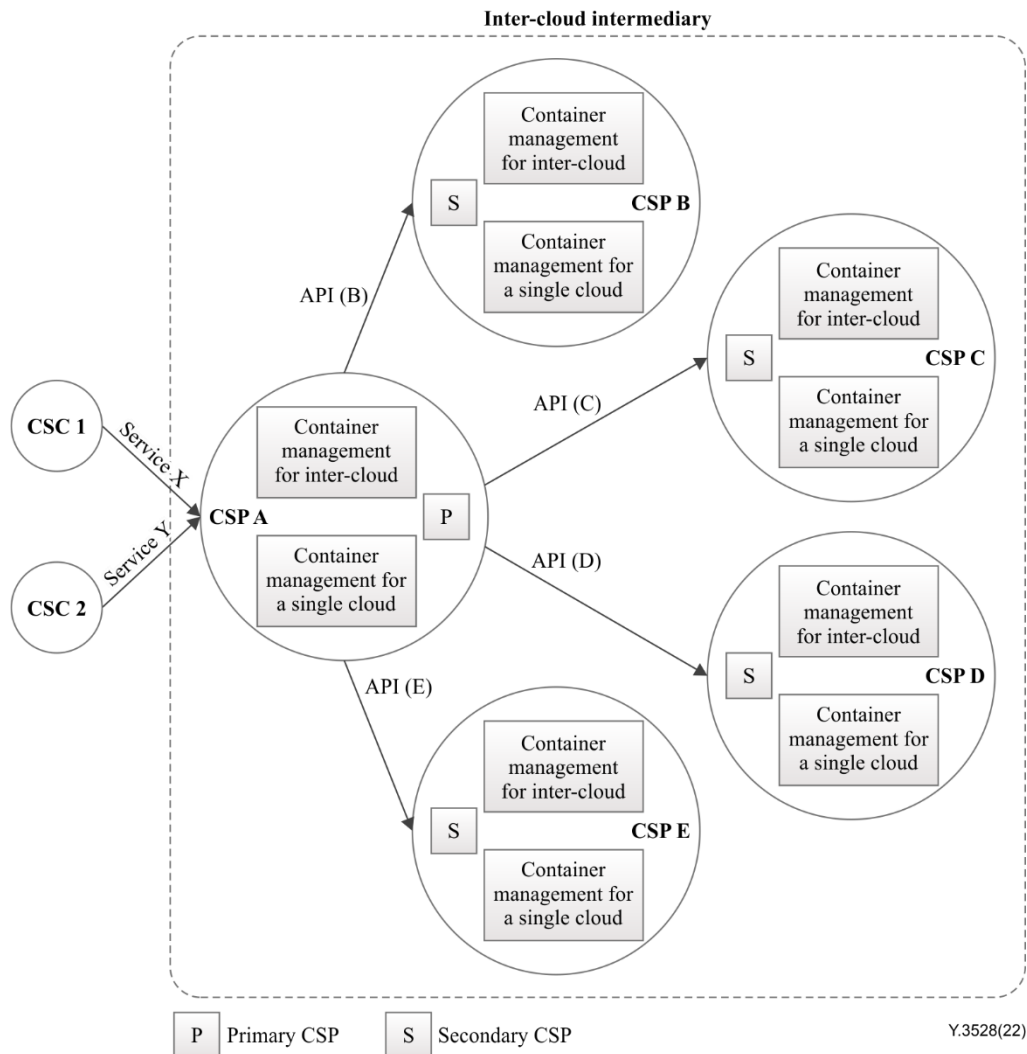 Inter-cloud intermediary
Container
management
for inter-cloud
S
CSP B
Container
management for
a single cloud
API (B)
Container
management
for inter-cloud
S
CSP C
Container
management for
a single cloud
API (C)
CSC 1
Service X
Container
management
for inter-cloud
CSP A
P
Container
management for
a single cloud
Service Y
CSC 2
API (D)
Container
management
for inter-cloud
S
CSP D
Container
management for
a single cloud
API (E)
Container
management
for inter-cloud
S
CSP E
Container
management for
a single cloud
P Primary CSP
S Secondary CSP
Y.3528(22)